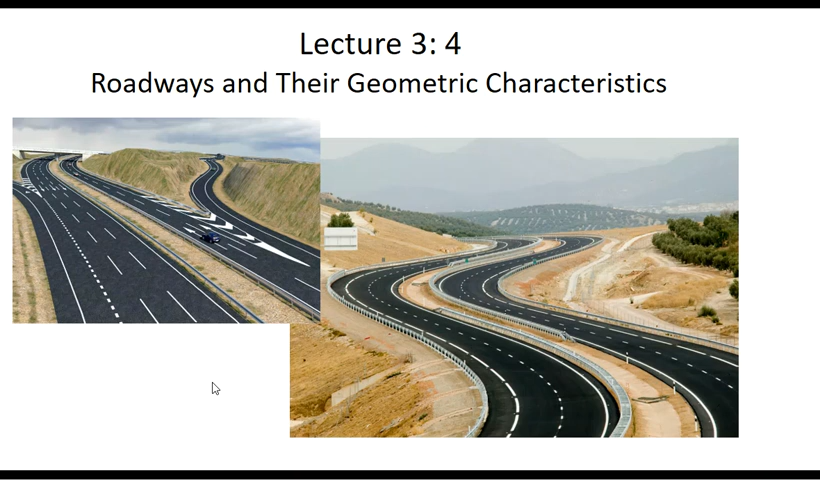 Lecture 3: 4
Roadways and Their Geometric Characteristics